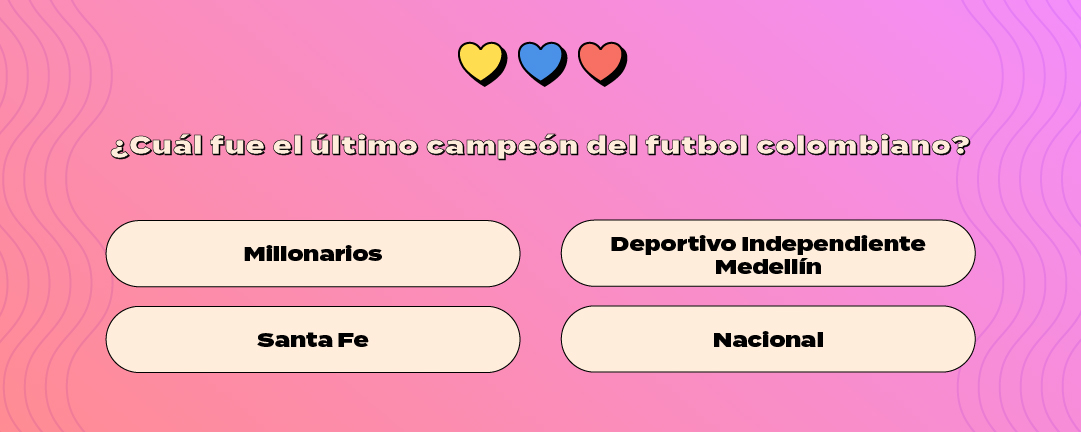 ¿Cuál fue el último campeón del futbol colombiano?
Millonarios
Deportivo Independiente
Medellín
Santa Fe
Nacional